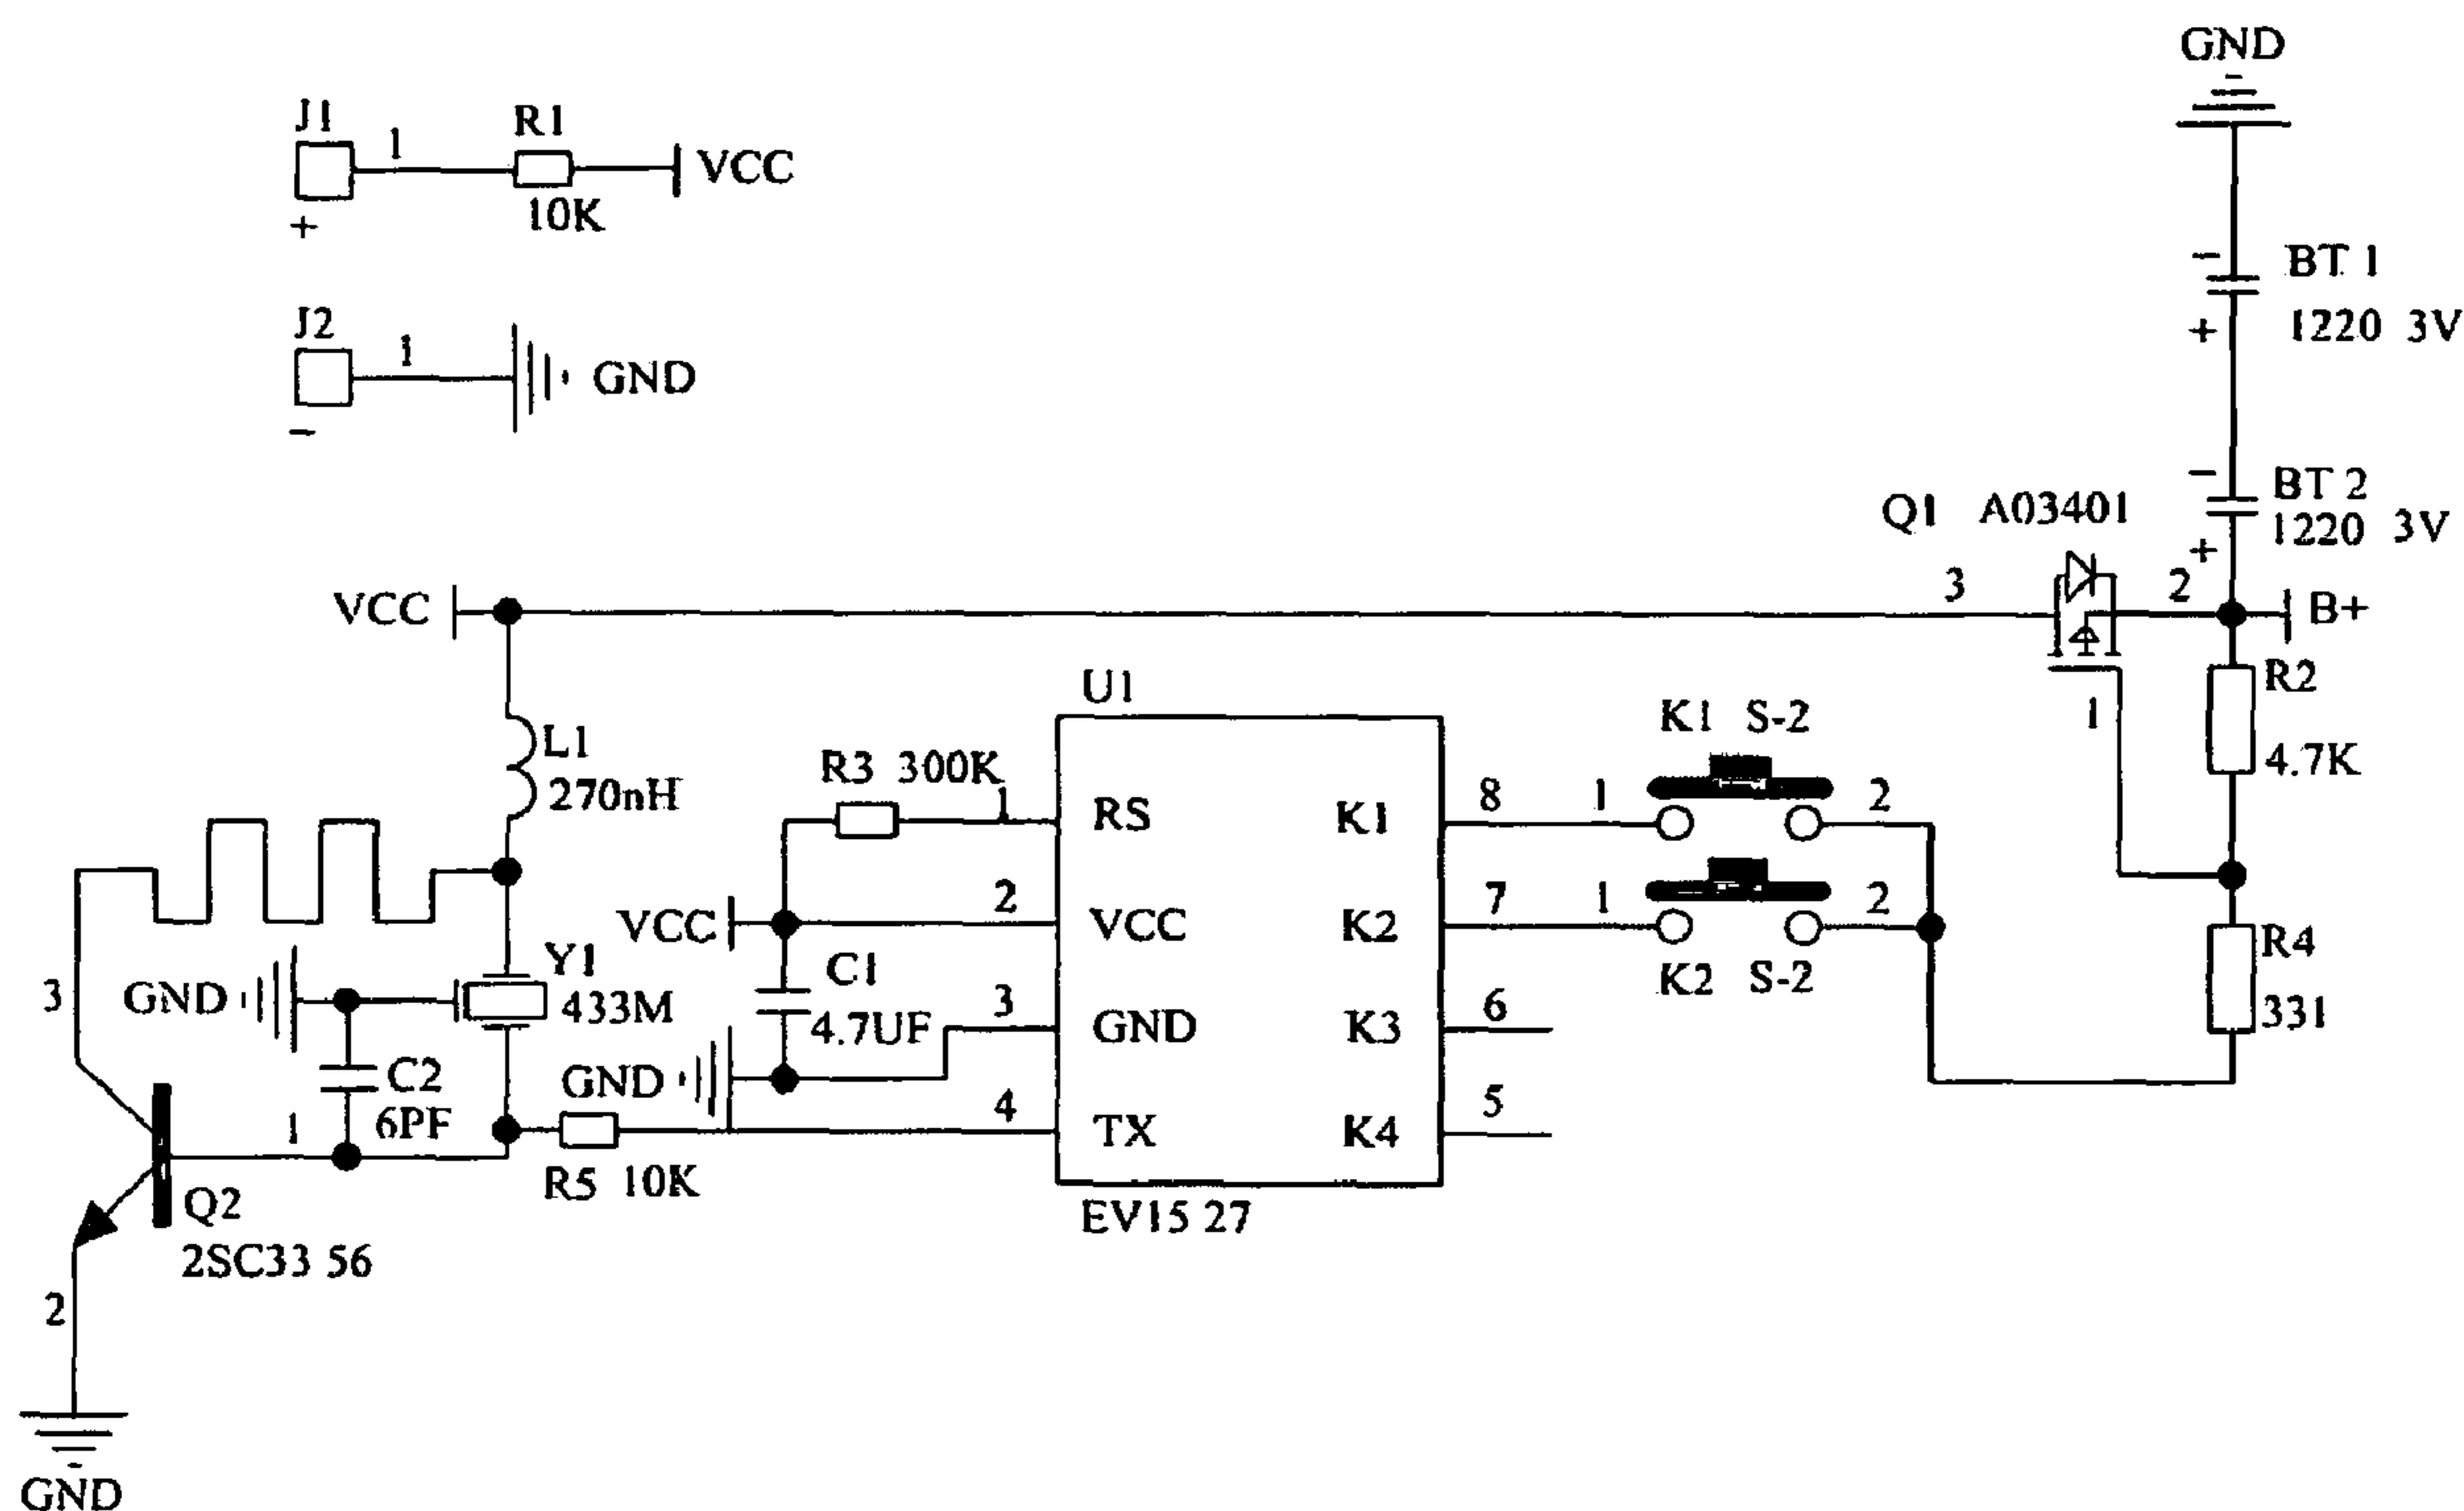 GND
J1
1
R1
VCC
+
10K
BT 1
-
1220 3V
+
J2
1
GND
-
BT 2
-
1220 3V
+
Q1 A03401
VCC
3
2
B+
R2
4.7K
1
U1
K1 S-2
L1
270nH
R3 300K
1
RS
K1
8
1
2
VCC
2
VCC
K2
7
1
2
K2 S-2
R4
331
3
GND
Y1
433M
C1
4.7UF
3
GND
K3
6
C2
6PF
GND
4
TX
K4
5
1
R5 10K
Q2
2SC33 56
EV15 27
2
GND